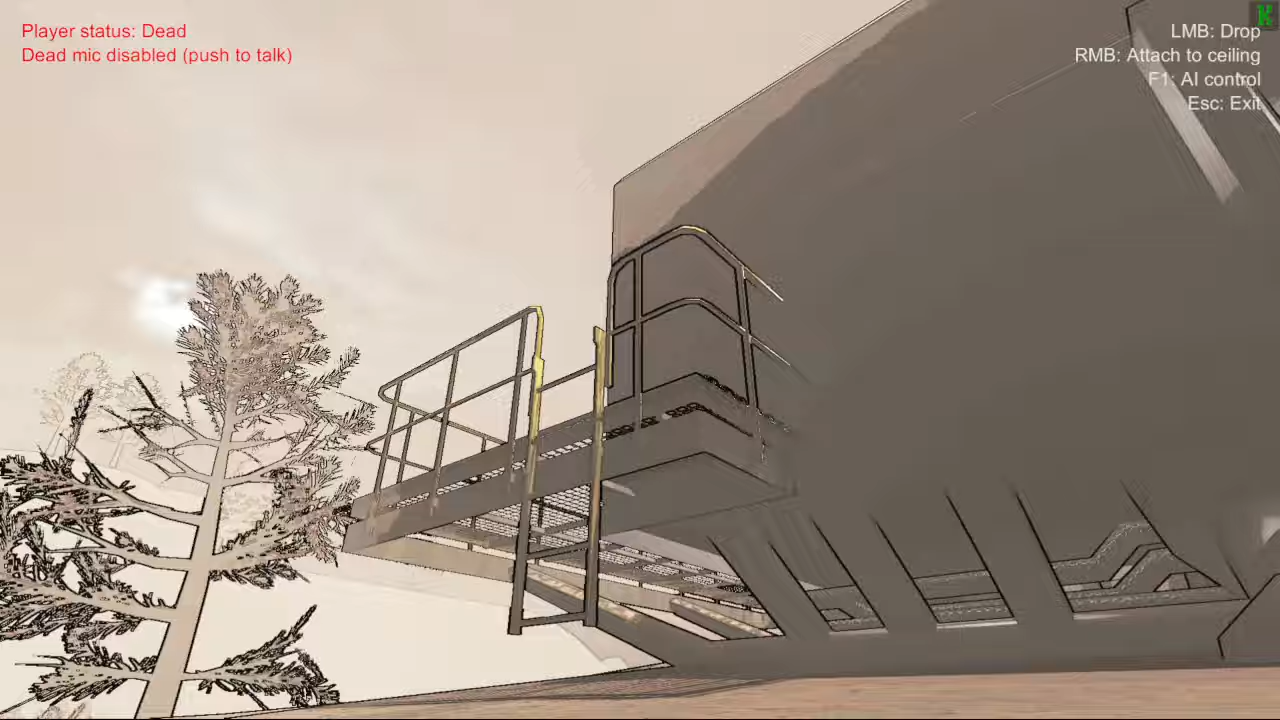 Player status: Dead
Dead mic disabled (push to talk)
LMB: Drop
RMB: Attach to ceiling
F1: AI control
Esc: Exit